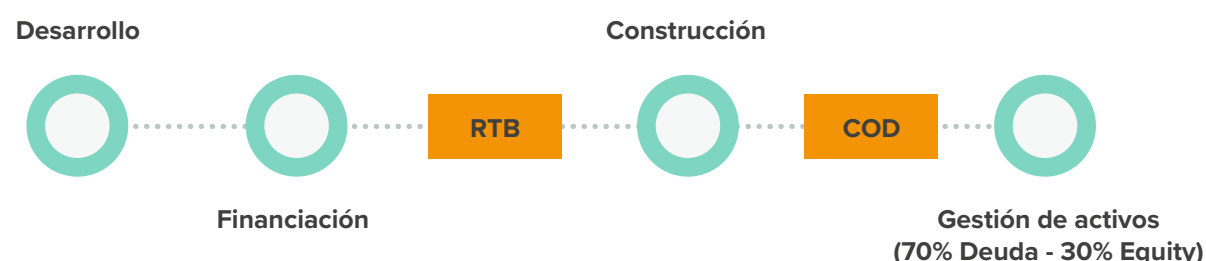 Desarrollo
Construcción
RTB
COD
Financiación
Gestión de activos
(70% Deuda - 30% Equity)